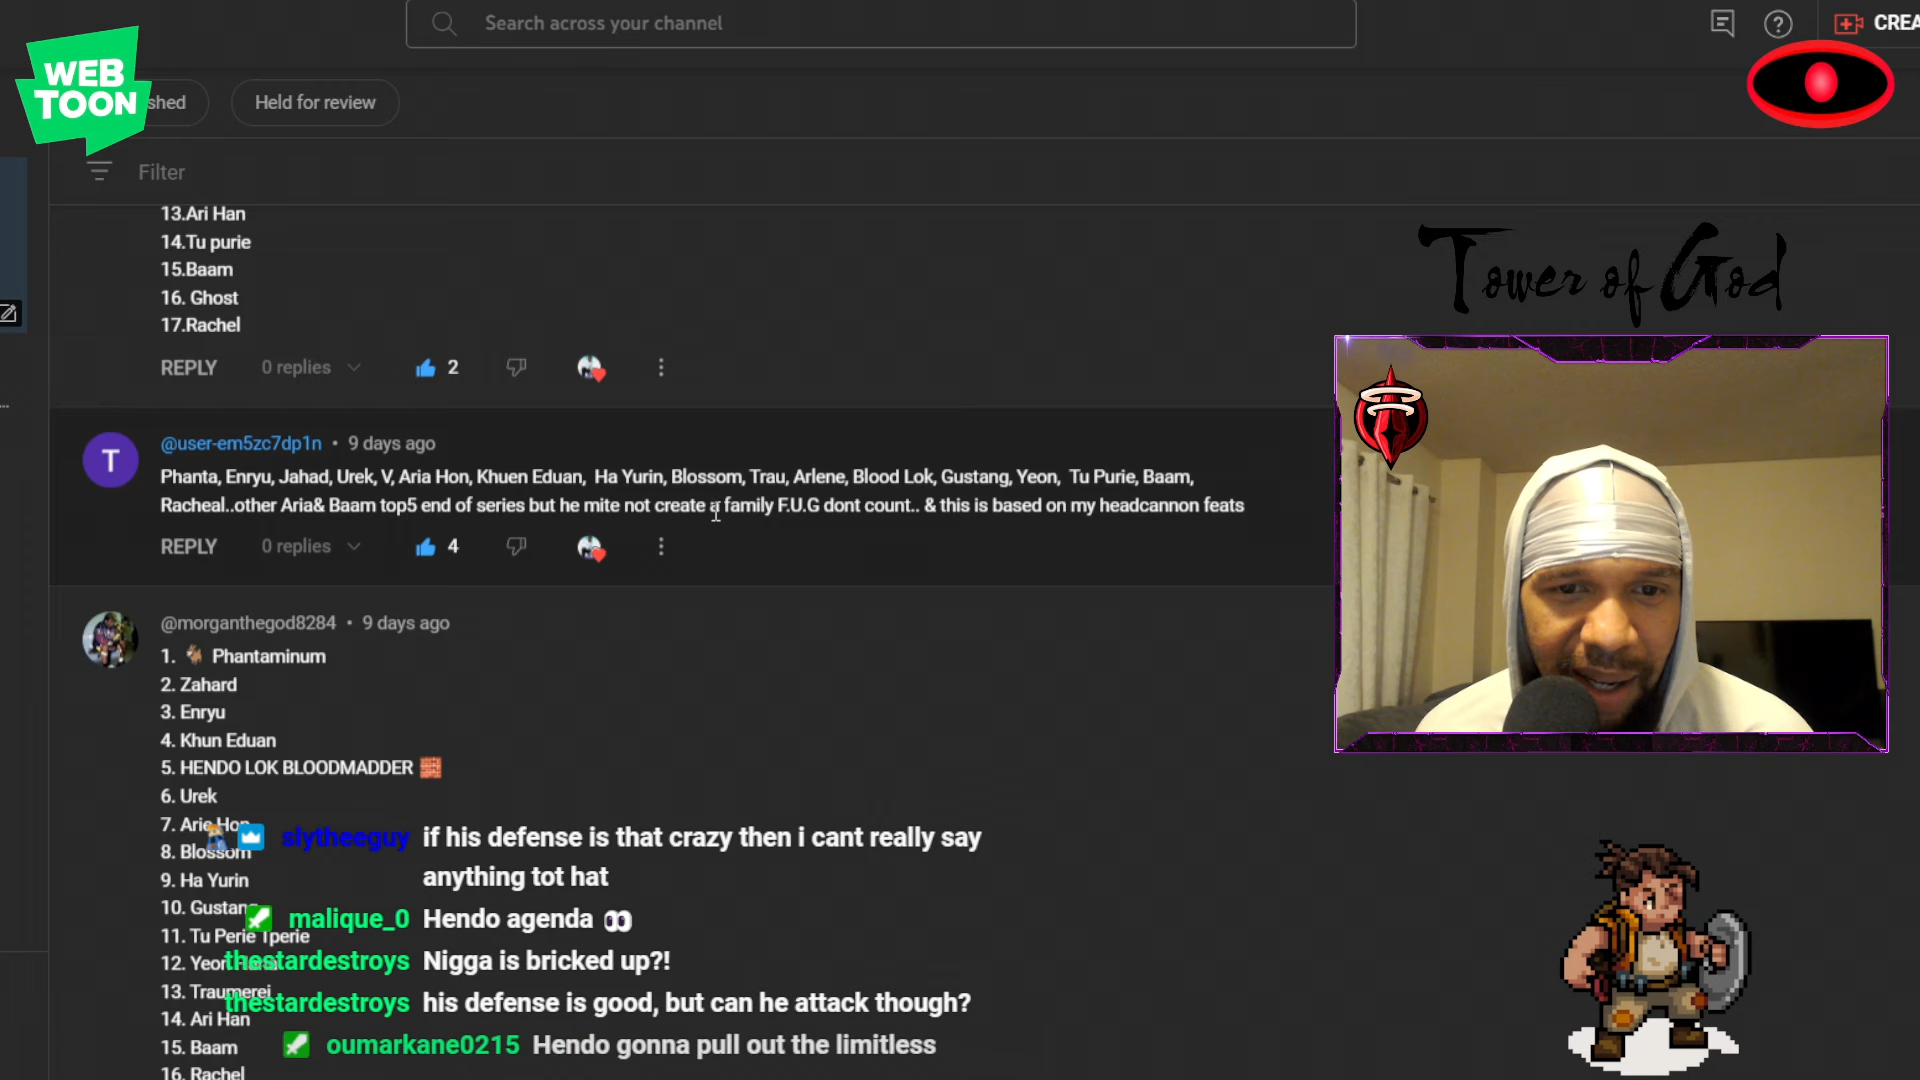 Search across your channel
CREA
WEB
TOON
shed
Held for review
Filter
13.Ari Han
14.Tu purie
15.Baam
16. Ghost
17.Rachel
REPLY 0 replies 2
Tower of God
T
@user-em5zc7dp1n • 9 days ago
Phanta, Enryu, Jahad, Urek, V, Aria Hon, Khuen Eduan, Ha Yurin, Blossom, Trau, Arlene, Blood Lok, Gustang, Yeon, Tu Purie, Baam,
Racheal..other Aria& Baam top5 end of series but he mite not create a family F.U.G dont count.. & this is based on my headcannon feats
REPLY 0 replies 4
@morganthegod8284 • 9 days ago
1. Phantaminum
2. Zahard
3. Enryu
4. Khun Eduan
5. HENDO LOK BLOODMADDER
6. Urek
7. Arie Hon
8. Blossom
9. Ha Yurin
10. Gustang
11. Tu Perie Tperie
12. Yeon
13. Traumerei
14. Ari Han
15. Baam
16. Rachel
slytheeguy if his defense is that crazy then i cant really say
anything tot hat
malique_0 Hendo agenda 👀
thestardestroys Nigga is bricked up?!
thestardestroys his defense is good, but can he attack though?
oumarkane0215 Hendo gonna pull out the limitless